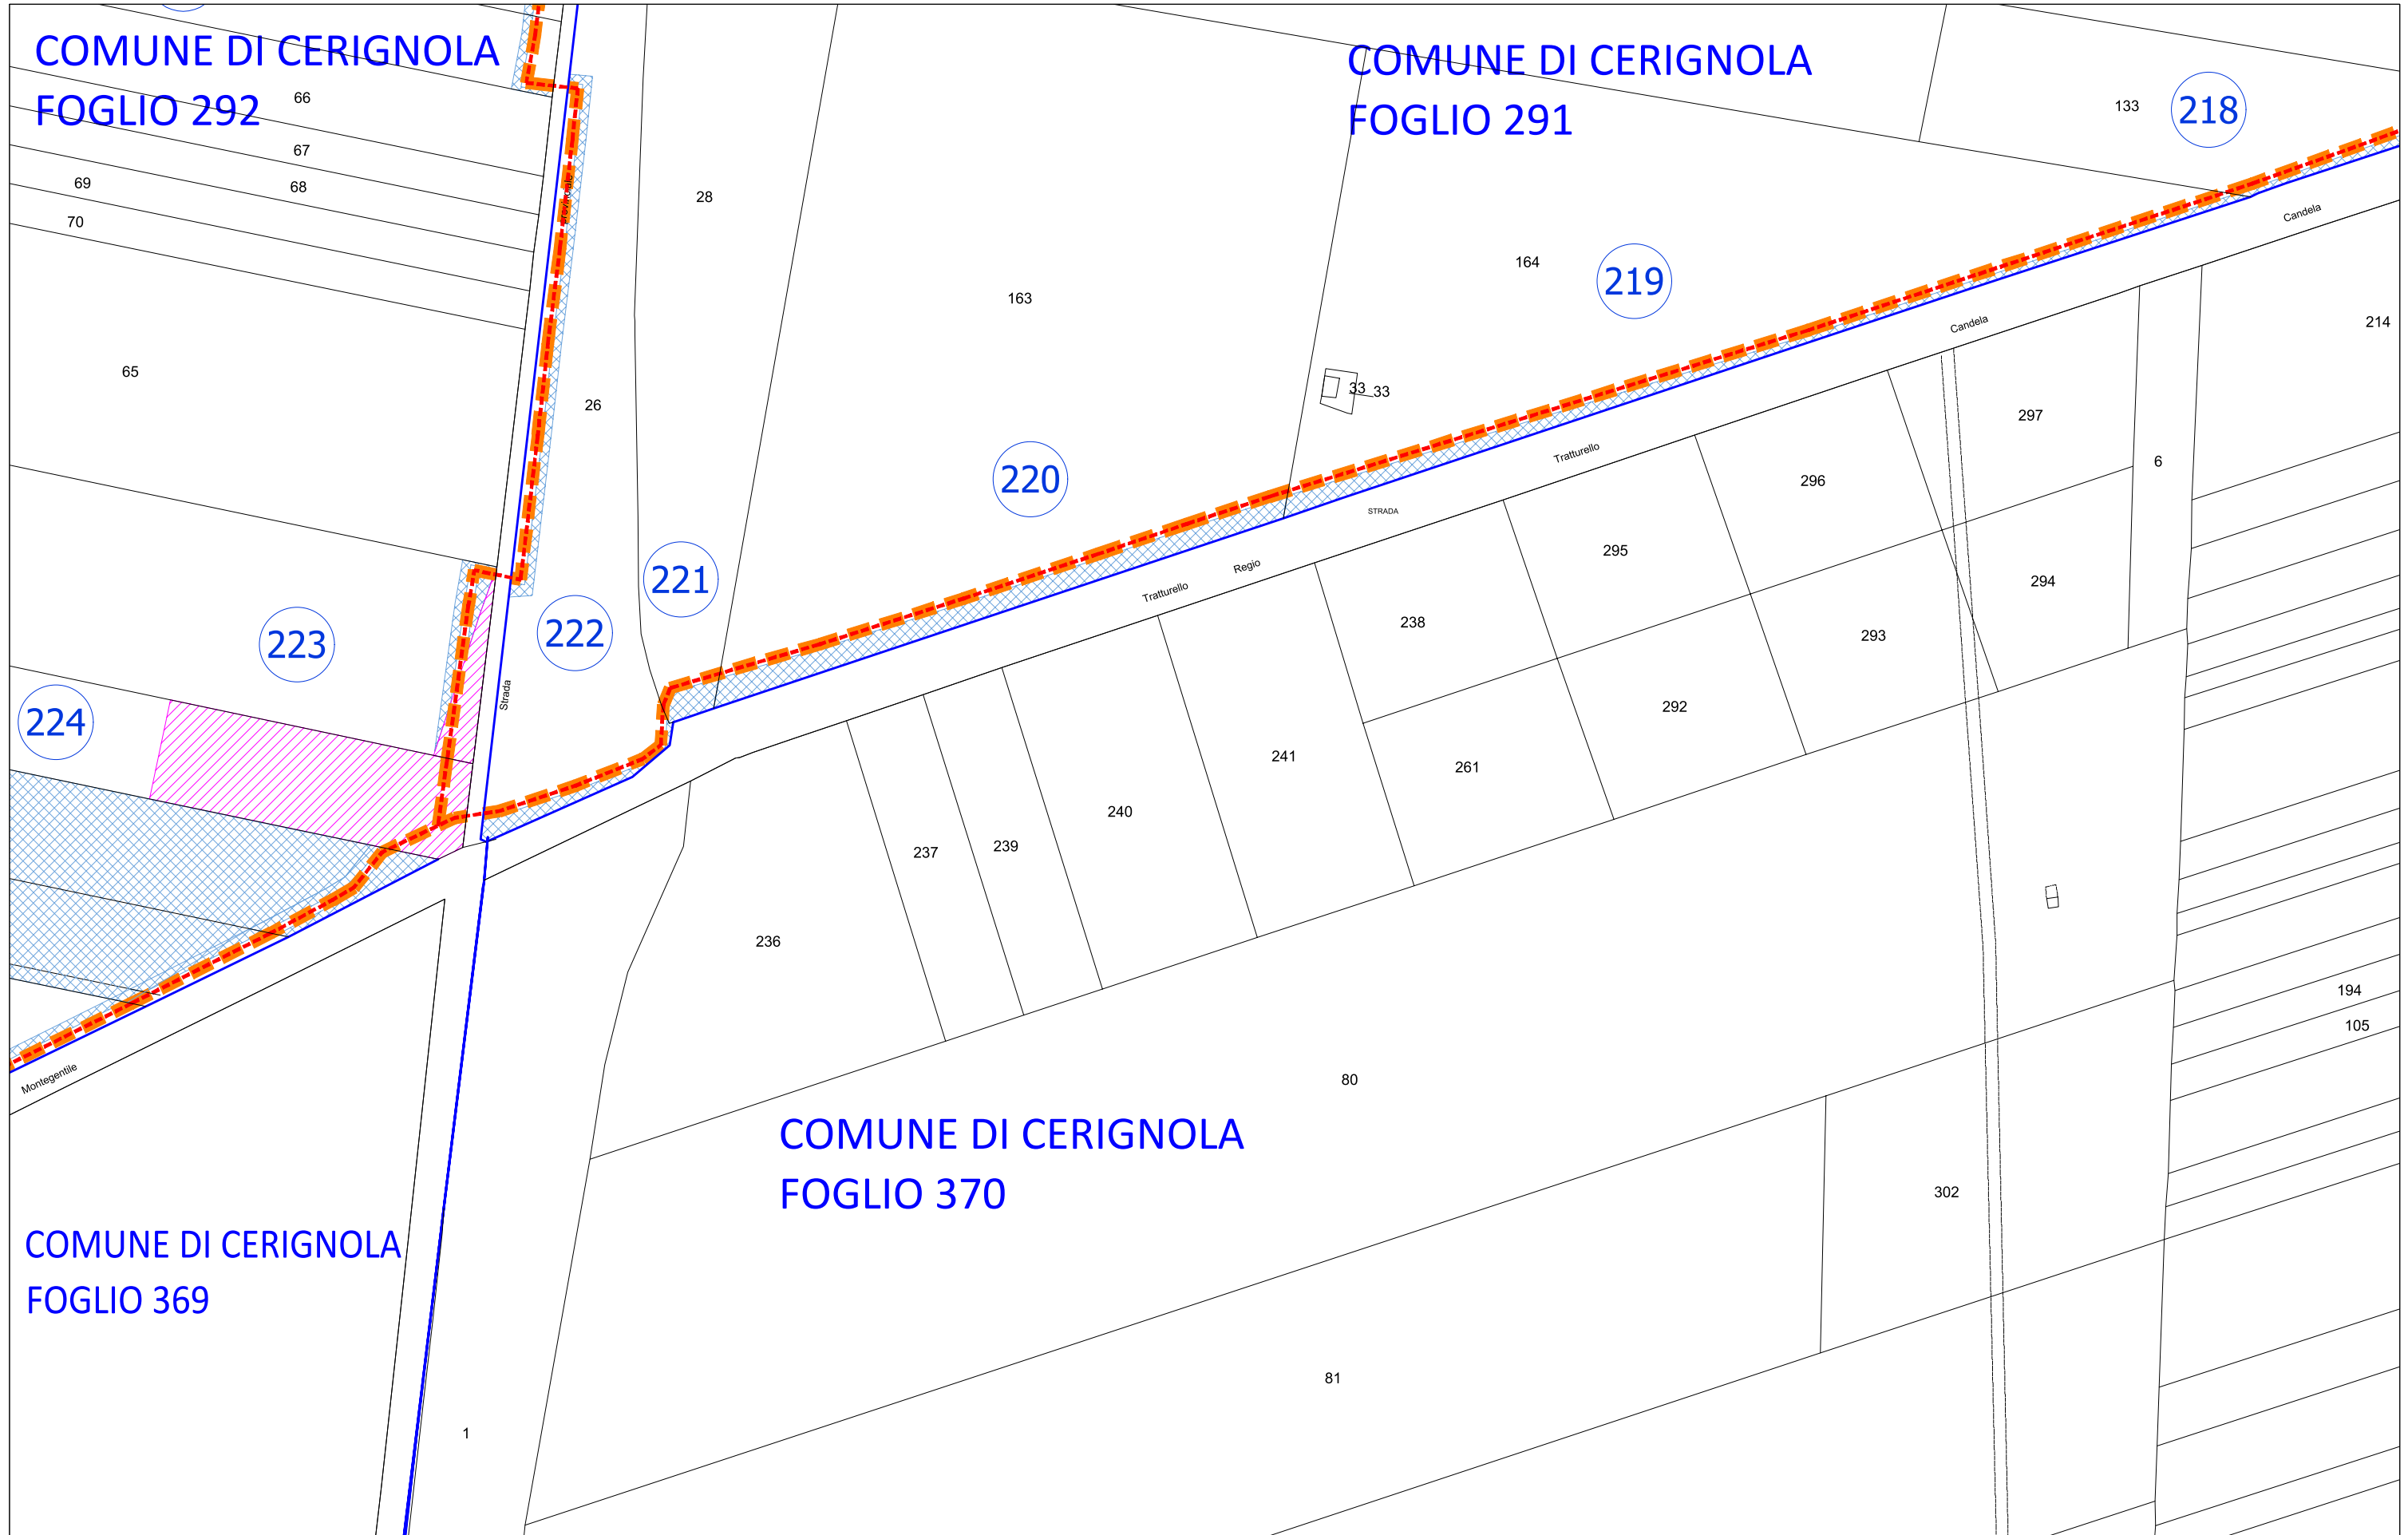 COMUNE DI CERIGNOLA
FOGLIO 292
COMUNE DI CERIGNOLA
FOGLIO 291
66
67
68
69
70
65
133
218
28
26
163
164
219
33
33
Provinciale
Candela
Candela
214
297
6
220
221
222
223
224
Tratturello
STRADA
Regio
Tratturello
296
295
294
238
293
292
241
261
240
239
237
236
Strada
194
105
Montegentile
80
COMUNE DI CERIGNOLA
FOGLIO 370
302
COMUNE DI CERIGNOLA
FOGLIO 369
81
1